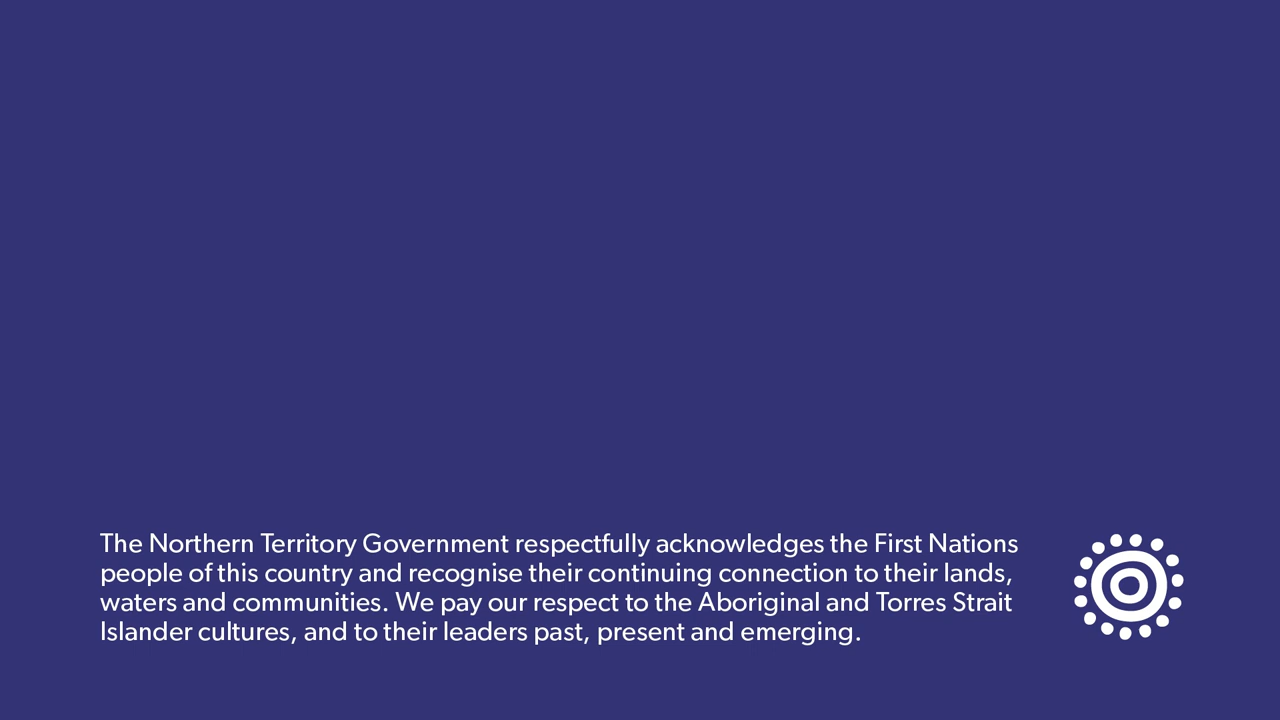 The Northern Territory Government respectfully acknowledges the First Nations
people of this country and recognise their continuing connection to their lands,
waters and communities. We pay our respect to the Aboriginal and Torres Strait
Islander cultures, and to their leaders past, present and emerging.